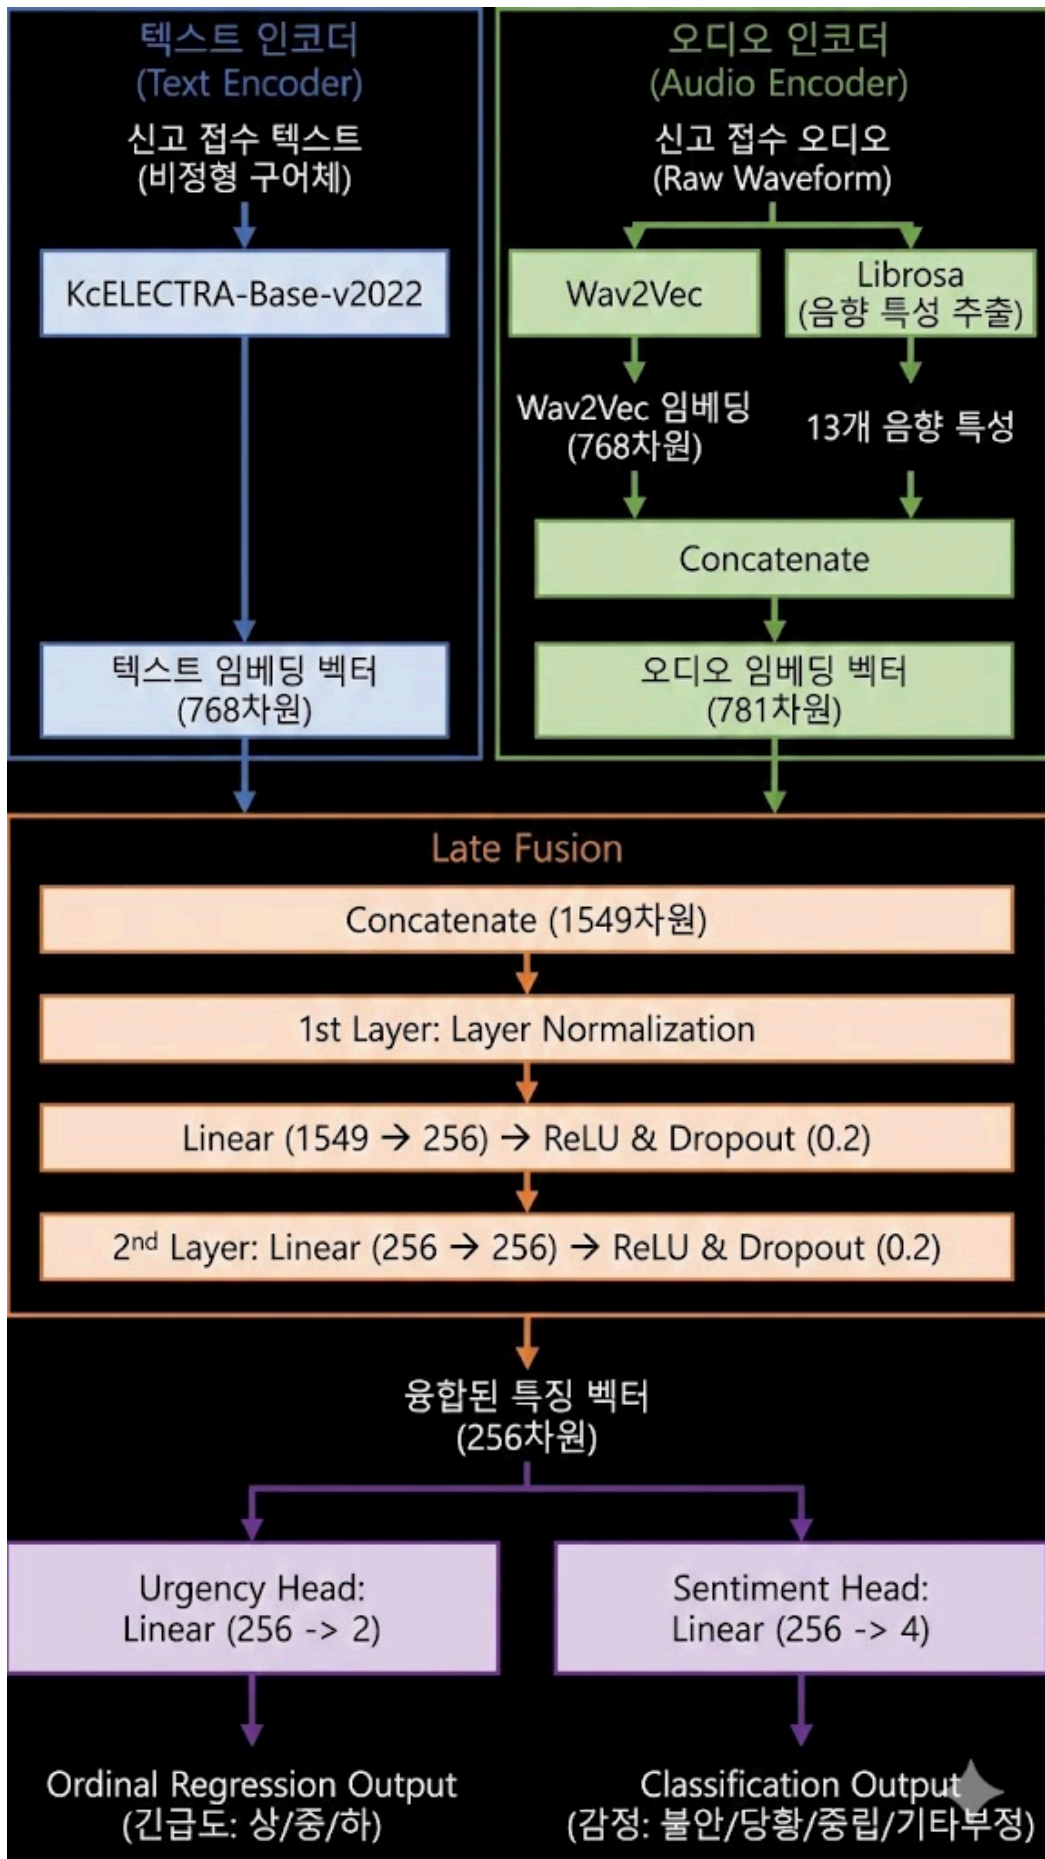 텍스트 인코더
(Text Encoder)
신고 접수 텍스트
(비정형 구어체)
KcELECTRA-Base-v2022
텍스트 임베딩 벡터
(768차원)
오디오 인코더
(Audio Encoder)
신고 접수 오디오
(Raw Waveform)
Wav2Vec
Librosa
(음향 특성 추출)
Wav2Vec 임베딩
(768차원)
13개 음향 특성
Concatenate
오디오 임베딩 벡터
(781차원)
Late Fusion
Concatenate (1549차원)
1st Layer: Layer Normalization
Linear (1549 → 256) → ReLU & Dropout (0.2)
2nd Layer: Linear (256 → 256) → ReLU & Dropout (0.2)
융합된 특징 벡터
(256차원)
Urgency Head:
Linear (256 -> 2)
Sentiment Head:
Linear (256 -> 4)
Ordinal Regression Output
(긴급도: 상/중/하)
Classification Output
(감정: 불안/당황/중립/기타부정)